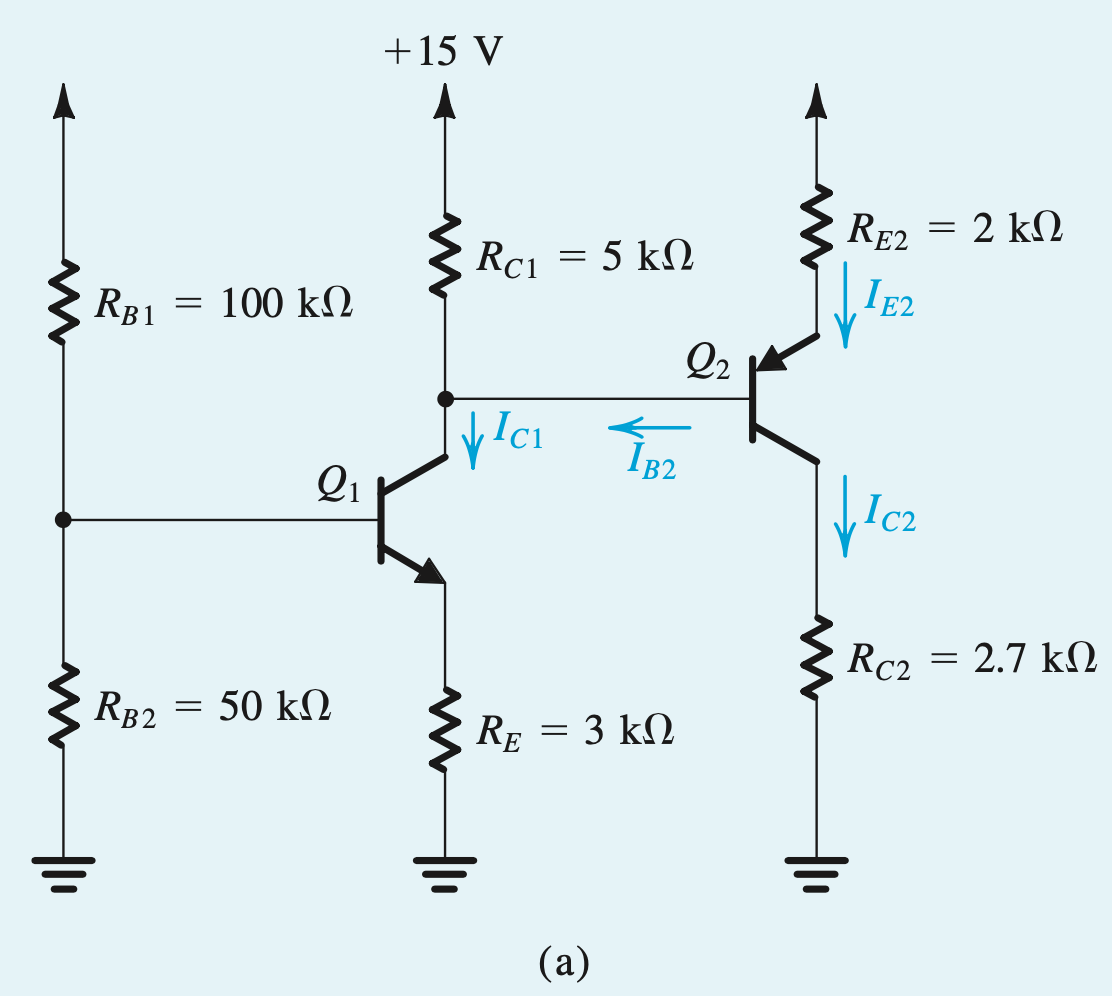 +15 V
R_{B1} = 100 kΩ
R_{C1} = 5 kΩ
R_{E2} = 2 kΩ
I_{E2}
Q_2
I_{C1}
I_{B2}
Q_1
I_{C2}
R_{B2} = 50 kΩ
R_E = 3 kΩ
R_{C2} = 2.7 kΩ
(a)